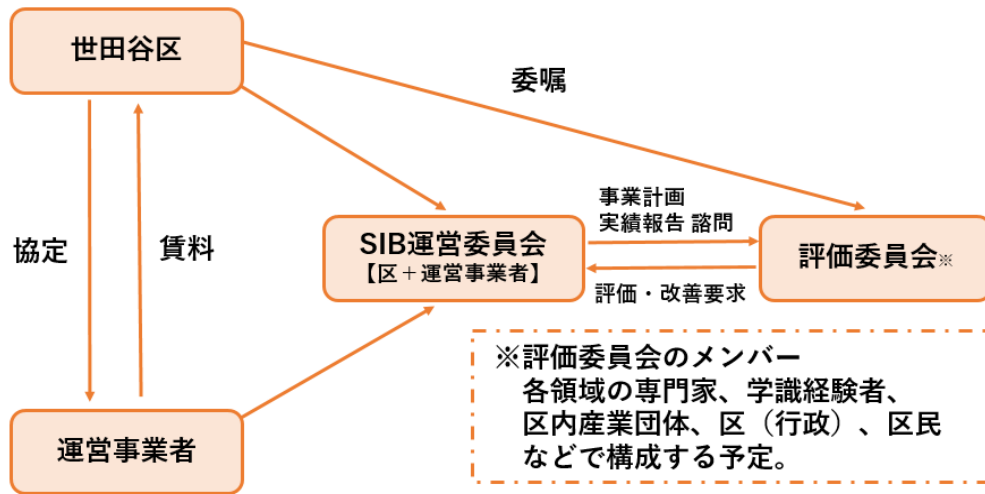 世田谷区
委嘱
事業計画
実績報告 諮問
協定
賃料
SIB運営委員会
【区+運営事業者】
評価委員会※
評価・改善要求
※評価委員会のメンバー
各領域の専門家、学識経験者、
区内産業団体、区（行政）、区民
などで構成する予定。
運営事業者